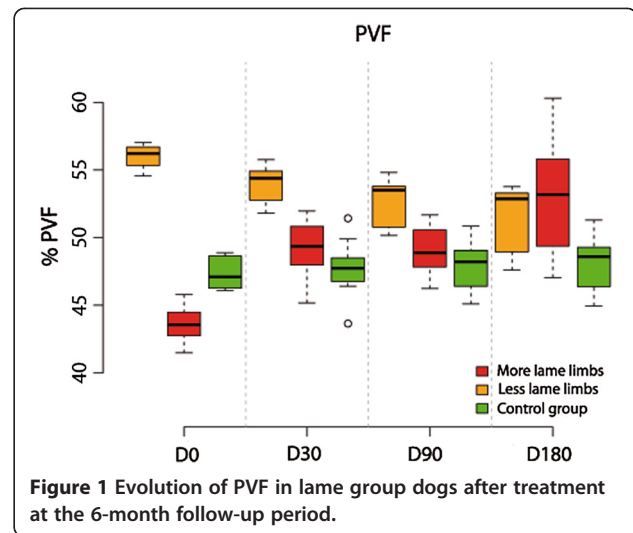 PVF
% PVF
60
55
50
45
40
More lame limbs
Less lame limbs
Control group
D0 D30 D90 D180
Figure 1 Evolution of PVF in lame group dogs after treatment
at the 6-month follow-up period.